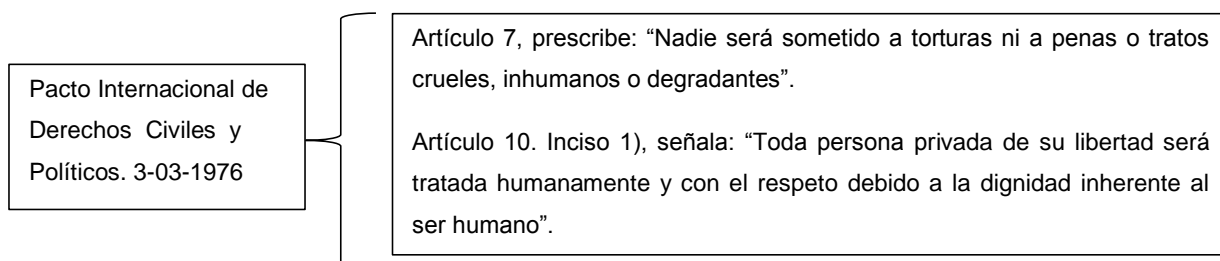 Pacto Internacional de
Derechos Civiles y
Políticos. 3-03-1976
Artículo 7, prescribe: “Nadie será sometido a torturas ni a penas o tratos
crueles, inhumanos o degradantes”.
Artículo 10. Inciso 1), señala: “Toda persona privada de su libertad será
tratada humanamente y con el respeto debido a la dignidad inherente al
ser humano”.